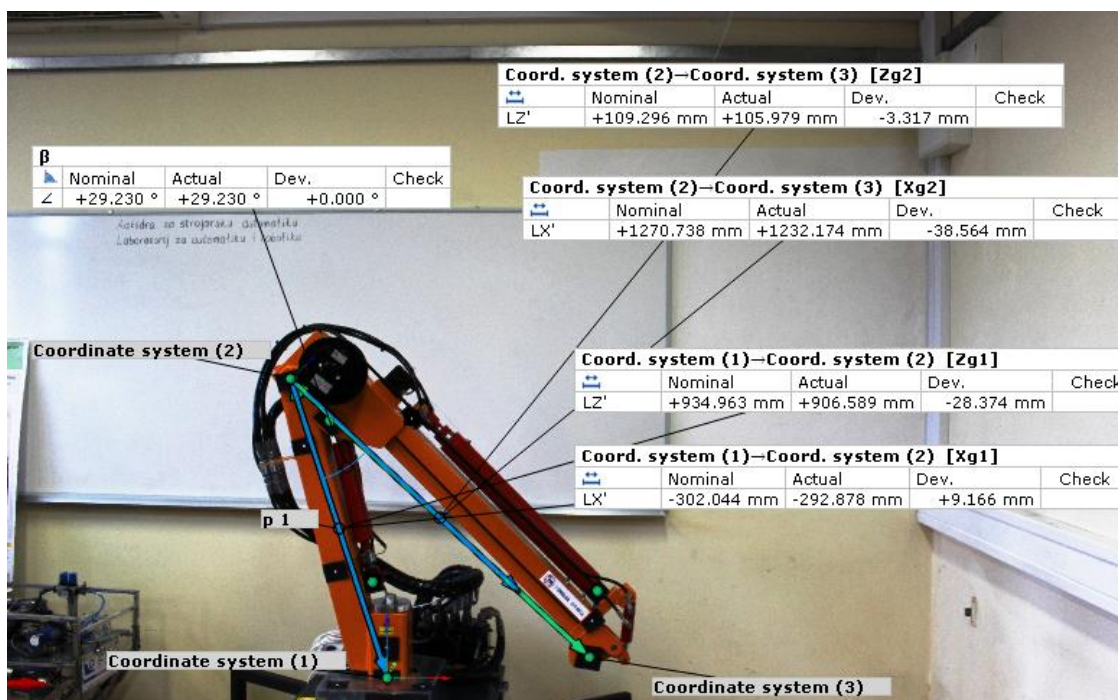 Coord. system (2)→Coord. system (3) [Zg2]
Nominal Actual Dev. Check
LZ' +109.296 mm +105.979 mm -3.317 mm
β
Nominal Actual Dev. Check
∠ +29.230 ° +29.230 ° +0.000 °
Coord. system (2)→Coord. system (3) [Xg2]
Nominal Actual Dev. Check
LX' +1270.738 mm +1232.174 mm -38.564 mm
Katedra za strojarsku automatiku
Laboratorij za automatiku i robotiku
Coordinate system (2)
Coord. system (1)→Coord. system (2) [Zg1]
Nominal Actual Dev. Check
LZ' +934.963 mm +906.589 mm -28.374 mm
Coord. system (1)→Coord. system (2) [Xg1]
Nominal Actual Dev. Check
LX' -302.044 mm -292.878 mm +9.166 mm
p 1
Coordinate system (1)
Coordinate system (3)